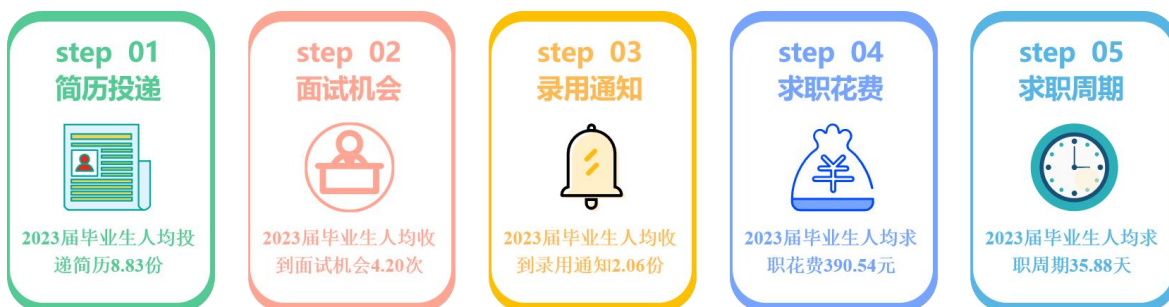 step 01
简历投递
2023届毕业生人均投
递简历8.83份
step 02
面试机会
2023届毕业生人均收
到面试机会4.20次
step 03
录用通知
2023届毕业生人均收
到录用通知2.06份
step 04
求职花费
¥
2023届毕业生人均求
职花费390.54元
step 05
求职周期
2023届毕业生人均求
职周期35.88天